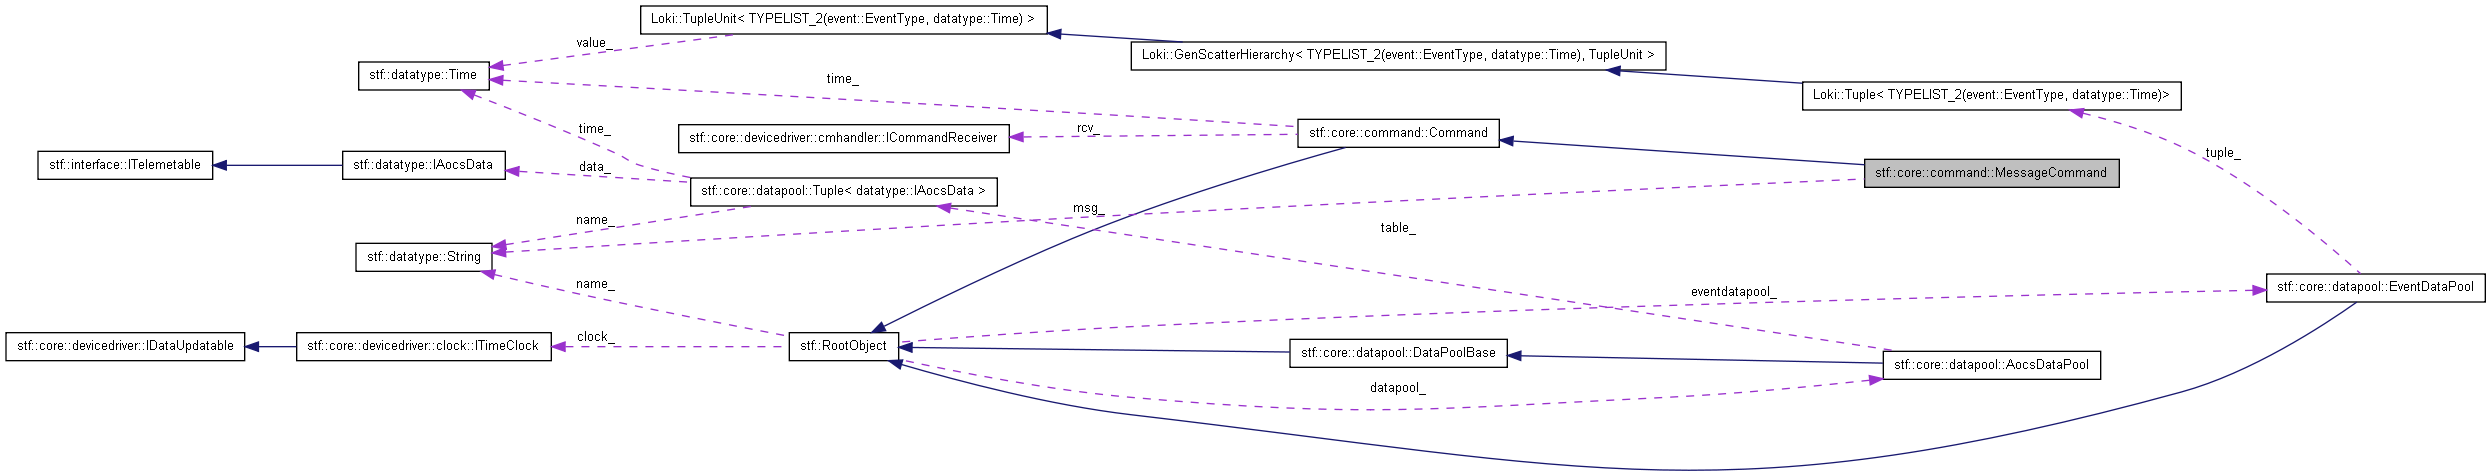 Loki::TupleUnit< TYPELIST_2(event::EventType, datatype::Time) >
value_
Loki::GenScatterHierarchy< TYPELIST_2(event::EventType, datatype::Time), TupleUnit >
stf::datatype::Time
time_
Loki::Tuple< TYPELIST_2(event::EventType, datatype::Time)>
time_
rcv_
stf::core::devicedriver::cmhandler::ICommandReceiver
stf::core::command::Command
stf::interface::ITelemetable
stf::datatype::IAocsData
data_
tuple_
stf::core::command::MessageCommand
stf::core::datapool::Tuple< datatype::IAocsData >
msg_
name_
table_
stf::datatype::String
name_
eventdatapool_
stf::core::datapool::EventDataPool
clock_
stf::core::devicedriver::IDataUpdatable
stf::core::devicedriver::clock::ITimeClock
stf::RootObject
stf::core::datapool::DataPoolBase
stf::core::datapool::AocsDataPool
datapool_